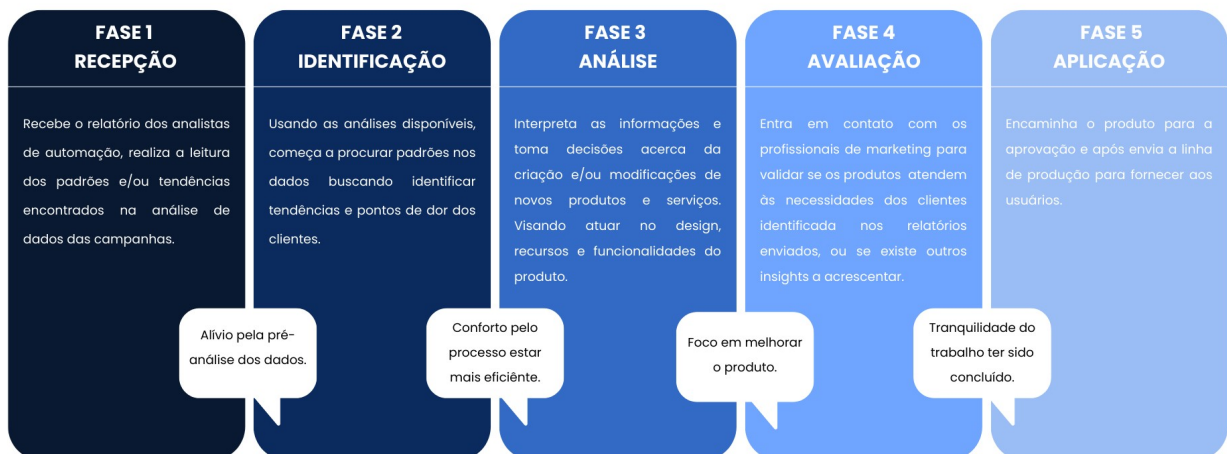 FASE 1
RECEPÇÃO
Recebe o relatório dos analistas
de automação, realiza a leitura
dos padrões e/ou tendências
encontrados na análise de
dados das campanhas.
Alívio pela pré-
análise dos dados.
FASE 2
IDENTIFICAÇÃO
Usando as análises disponíveis,
começa a procurar padrões nos
dados buscando identificar
tendências e pontos de dor dos
clientes.
Conforto pelo
processo estar
mais eficiênte.
FASE 3
ANÁLISE
Interpreta as informações e
toma decisões acerca da
criação e/ou modificações de
novos produtos e serviços.
Visando atuar no design,
recursos e funcionalidades do
produto.
Foco em melhorar
o produto.
FASE 4
AVALIAÇÃO
Entra em contato com os
profissionais de marketing para
validar se os produtos atendem
às necessidades dos clientes
identificada nos relatórios
enviados, ou se existe outros
insights a acrescentar.
Tranquilidade do
trabalho ter sido
concluído.
FASE 5
APLICAÇÃO
Encaminha o produto para a
aprovação e após envia a linha
de produção para fornecer aos
usuários.